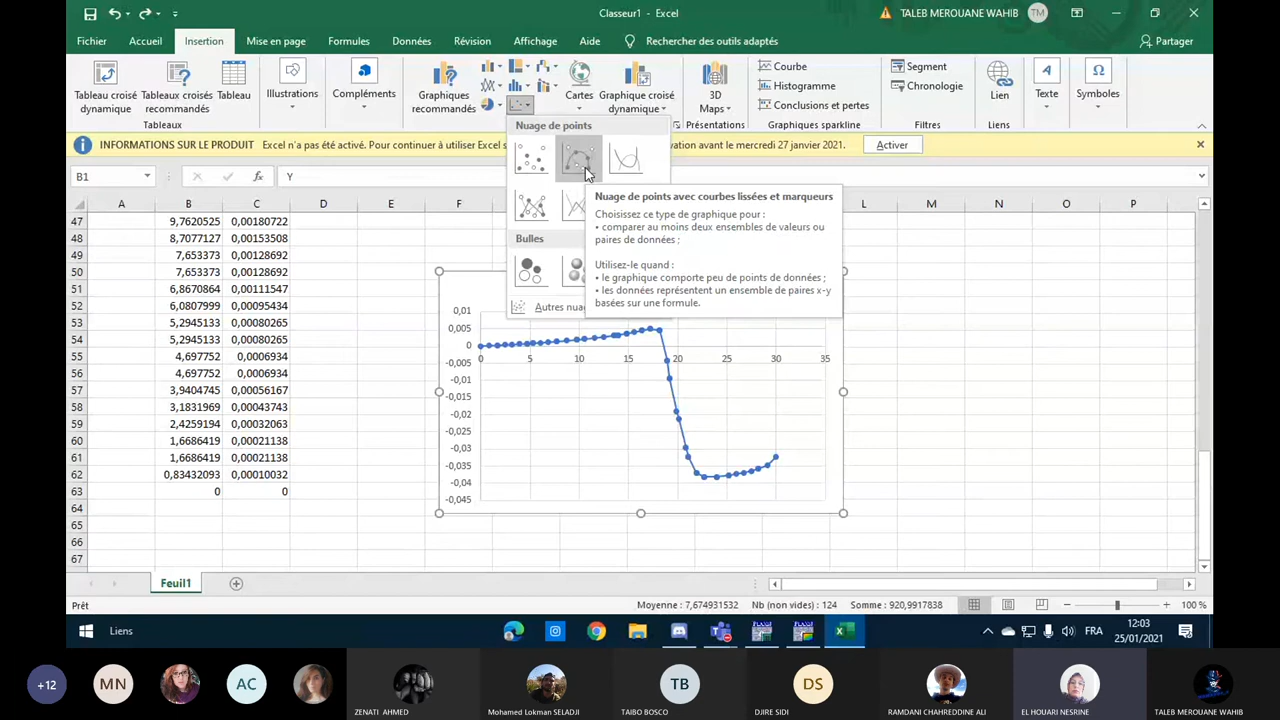 Classeur1 - Excel
TALEB MEROUANE WAHIB
TM
Fichier
Accueil
Insertion
Mise en page
Formules
Données
Révision
Affichage
Aide
Rechercher des outils adaptés
Partager
Tableau croisé dynamique
Tableaux croisés recommandés
Tableau
Illustrations
Compléments
Graphiques recommandés
Cartes
Graphique croisé dynamique
3D Maps
Courbe
Histogramme
Conclusions et pertes
Segment
Chronologie
Lien
Texte
Symboles
Tableaux
Présentations
Graphiques sparkline
Filtres
Liens
Nuage de points
INFORMATIONS SUR LE PRODUIT
Excel n'a pas été activé. Pour continuer à utiliser Excel s
vation avant le mercredi 27 janvier 2021.
Activer
B1
fx
Y
Nuage de points avec courbes lissées et marqueurs
Choisissez ce type de graphique pour :
• comparer au moins deux ensembles de valeurs ou
paires de données ;
Utilisez-le quand :
• le graphique comporte peu de points de données ;
• les données représentent un ensemble de paires x-y
basées sur une formule.
Bulles
Autres nuag
A B C D E F G L M N O P
47 9,7620525 0,00180722
48 8,7077127 0,00153508
49 7,653373 0,00128692
50 7,653373 0,00128692
51 6,8670864 0,00111547
52 6,0807999 0,00095434
53 5,2945133 0,00080265
54 5,2945133 0,00080265
55 4,697752 0,0006934
56 4,697752 0,0006934
57 3,9404745 0,00056167
58 3,1831969 0,00043743
59 2,4259194 0,00032063
60 1,6686419 0,00021138
61 1,6686419 0,00021138
62 0,83432093 0,00010032
63 0 0
64
65
66
67
0,01
0,005
0
-0,005
-0,01
-0,015
-0,02
-0,025
-0,03
-0,035
-0,04
-0,045
0 5 10 15 20 25 30 35
Feuil1
Prêt
Moyenne : 7,674931532
Nb (non vides) : 124
Somme : 920,9917838
100 %
Liens
FRA
12:03
25/01/2021
+12
MN
AC
ZENATI AHMED
Mohamed Lokman SELADJI
TB
TAIBO BOSCO
DS
DJIRE SIDI
RAMDANI CHAHREDDINE ALI
EL HOUARI NESRINE
TALEB MEROUANE WAHIB